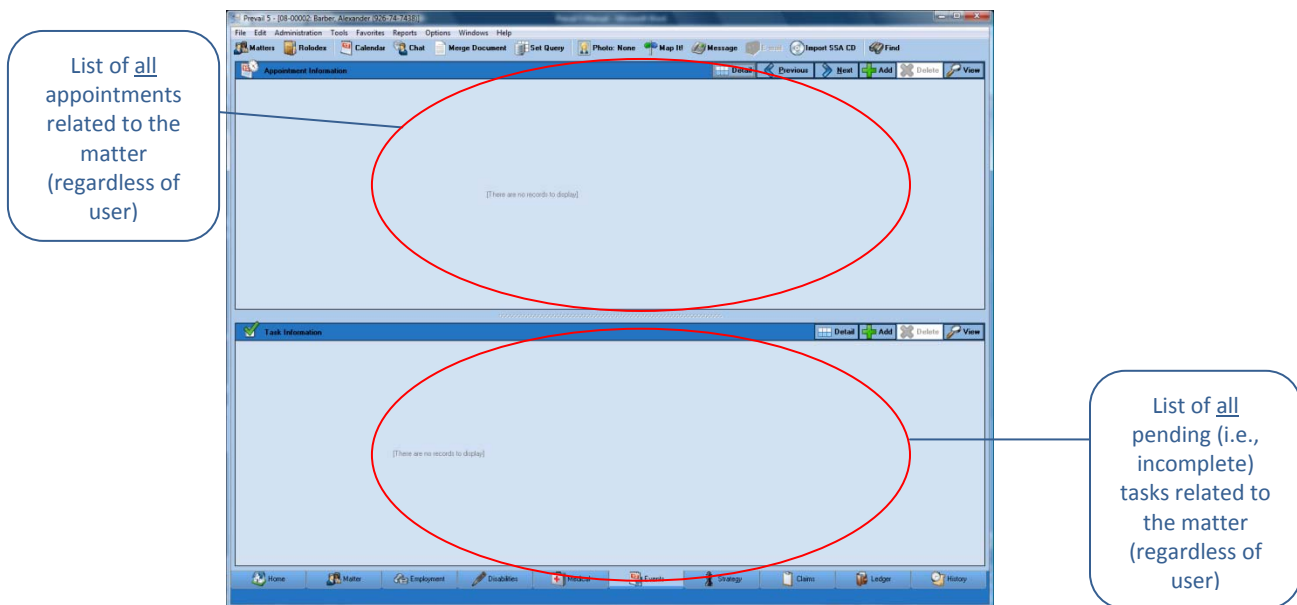 Prevail 5 - [08-00002: Barber, Alexander (926-74-7438)]
File Edit Administration Tools Favorites Reports Options Windows Help
Matters Rolodex Calendar Chat Merge Document Set Query Photo: None Map It! Message Import SSA CD Find
List of all
appointments
related to the
matter
(regardless of
user)
Appointment Information Detail Previous Next Add Delete View
[There are no records to display]
Task Information Detail Add Delete View
[There are no records to display]
List of all
pending (i.e.,
incomplete)
tasks related to
the matter
(regardless of
user)
Home Matter Employment Disabilities Medical Events Strategy Claims Ledger History